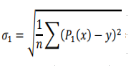 σ₁ = √(1/n ∑(P₁(x) − y)²)